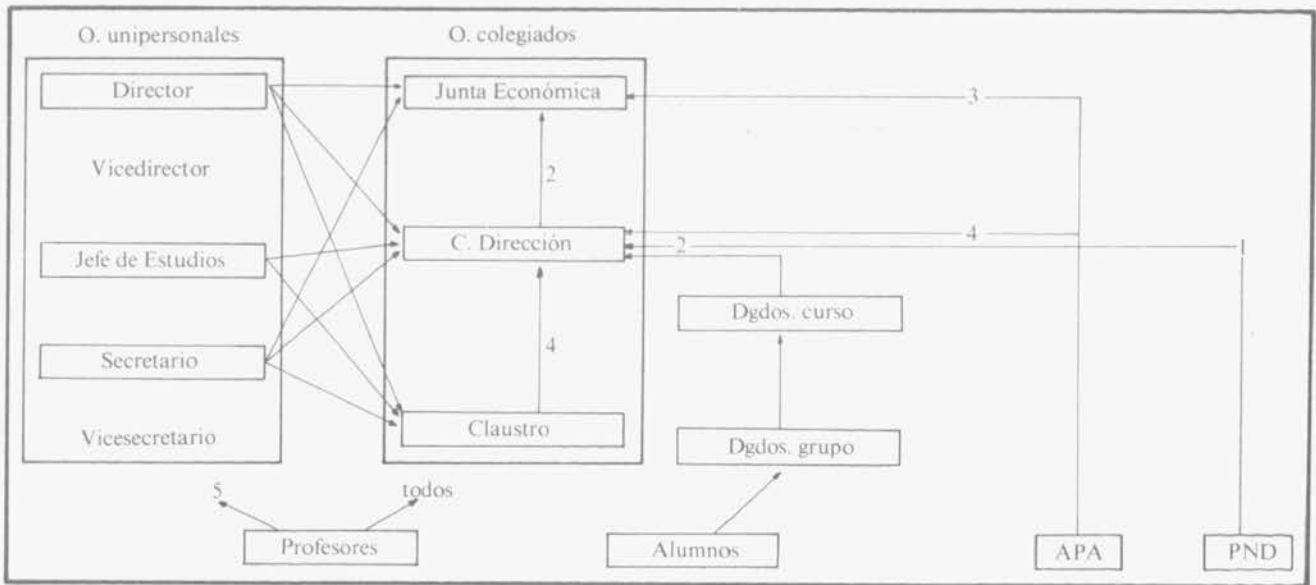 O. unipersonales
O. colegiados
Director
Junta Económica
3
Vicedirector
2
C. Dirección
4
2
1
Jefe de Estudios
Dgdos. curso
Secretario
4
Vicesecretario
Claustro
Dgdos. grupo
5
todos
Profesores
Alumnos
APA
PND